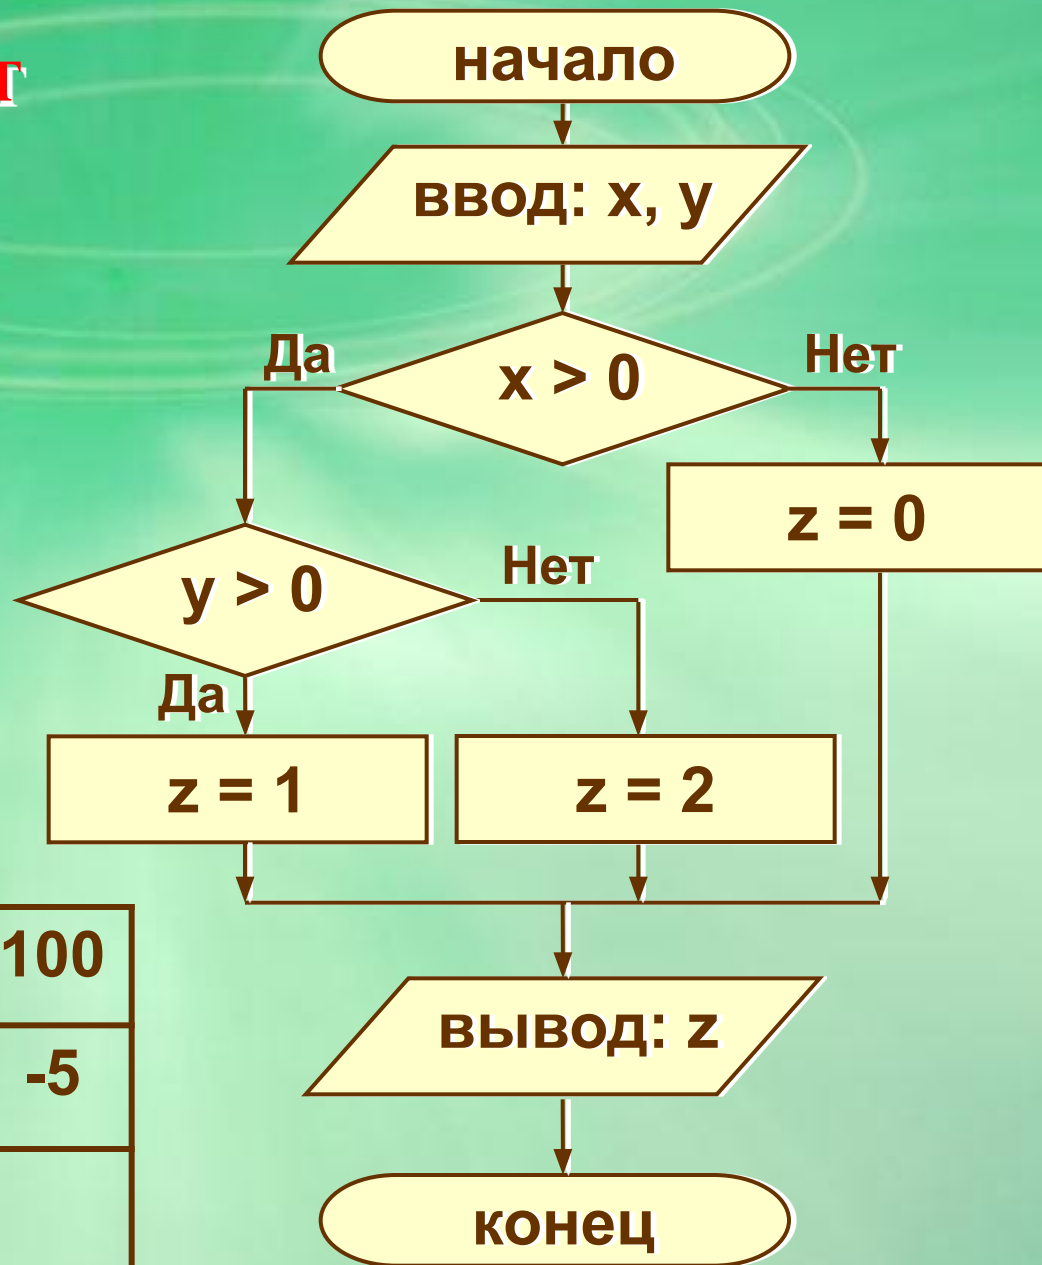 т
начало
ввод: x, y
Да
x > 0
Нет
z = 0
y > 0
Нет
Да
z = 1
z = 2
100
-5
вывод: z
конец